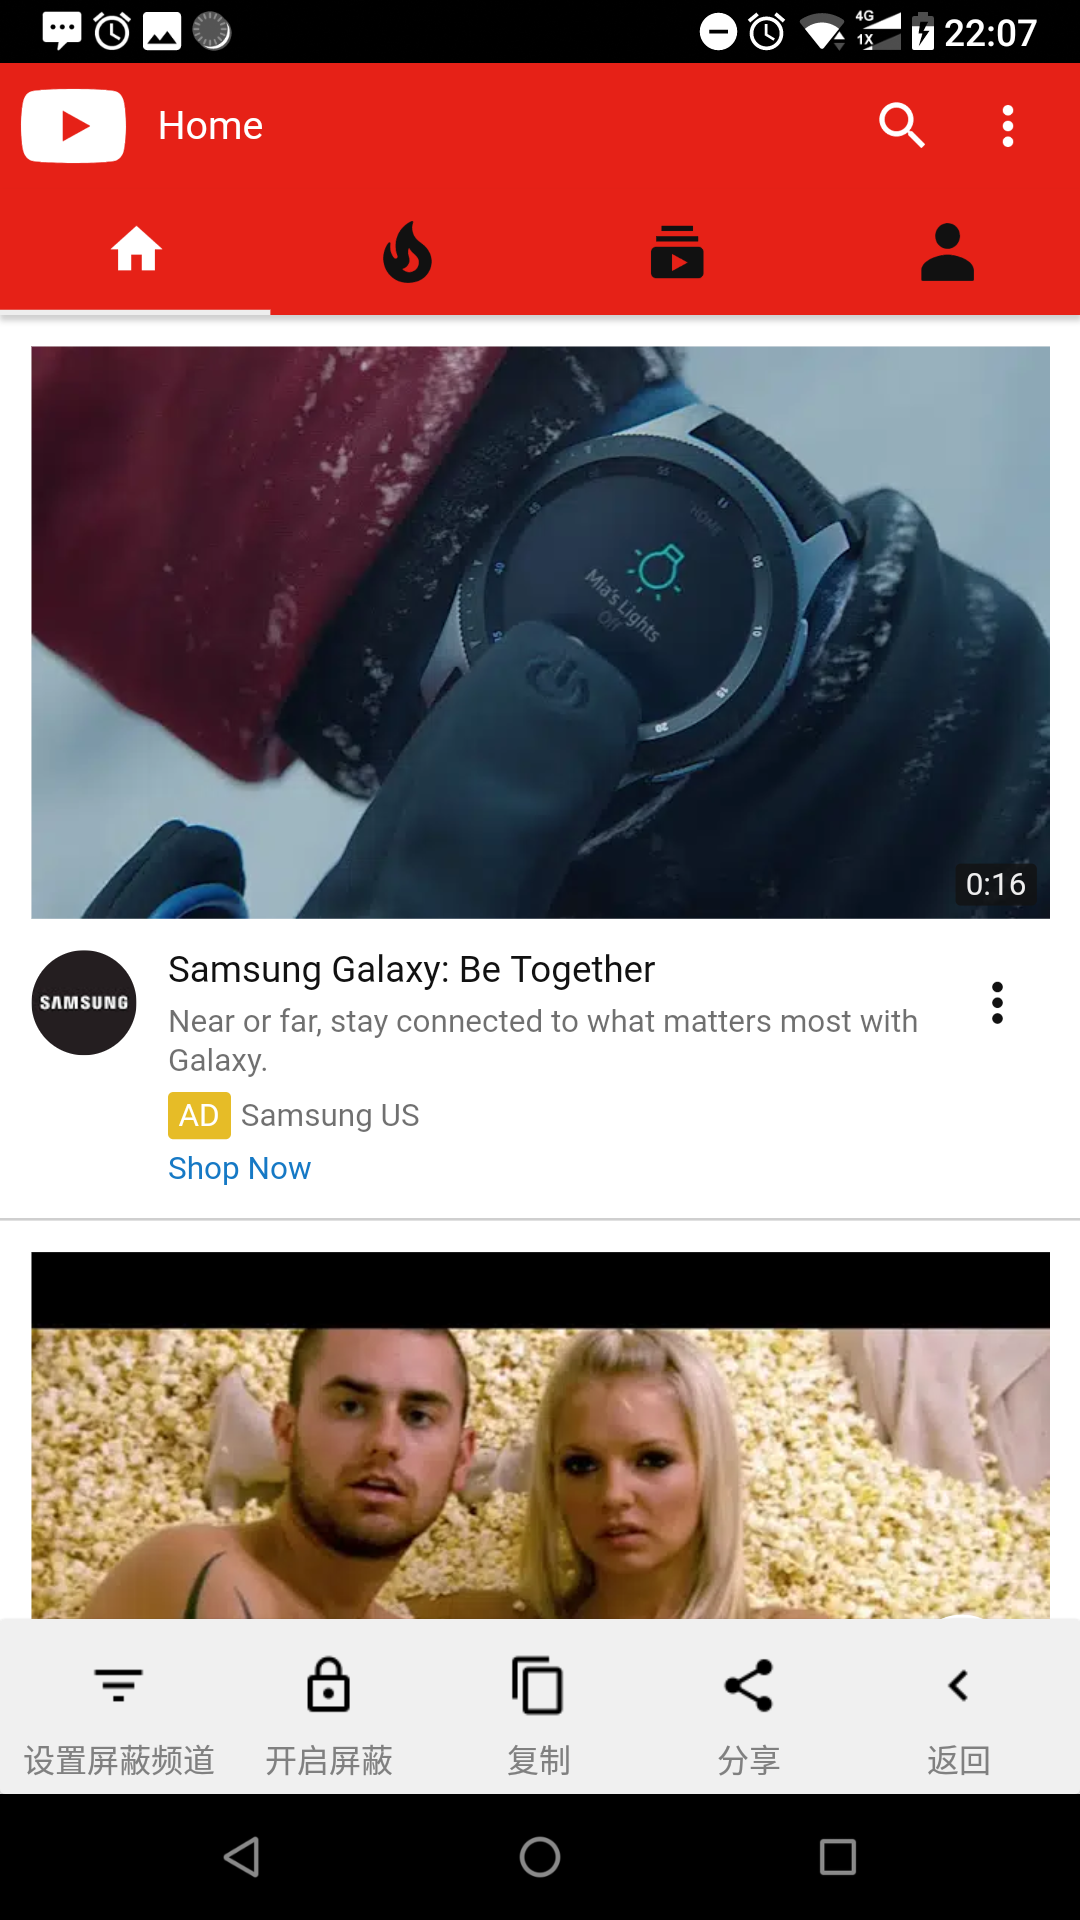 4G
1X
22:07
Home
HOME
Mia's Lights
Off
0:16
SAMSUNG
Samsung Galaxy: Be Together
Near or far, stay connected to what matters most with
Galaxy.
AD Samsung US
Shop Now
设置屏蔽频道 开启屏蔽 复制 分享 返回